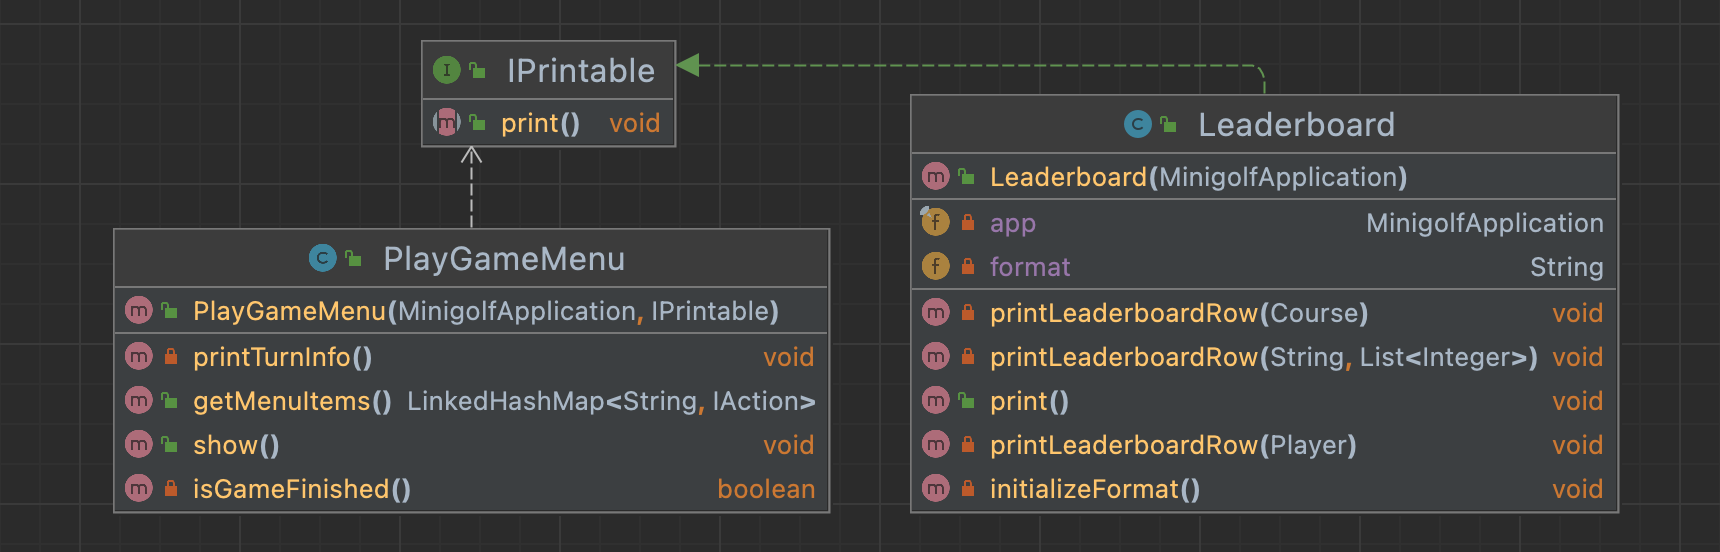 I IPrintable
m print() void
C PlayGameMenu
m PlayGameMenu(MinigolfApplication, IPrintable)
m printTurnInfo() void
m getMenuItems() LinkedHashMap<String, IAction>
m show() void
m isGameFinished() boolean
C Leaderboard
m Leaderboard(MinigolfApplication)
f app MinigolfApplication
f format String
m printLeaderboardRow(Course) void
m printLeaderboardRow(String, List<Integer>) void
m print() void
m printLeaderboardRow(Player) void
m initializeFormat() void